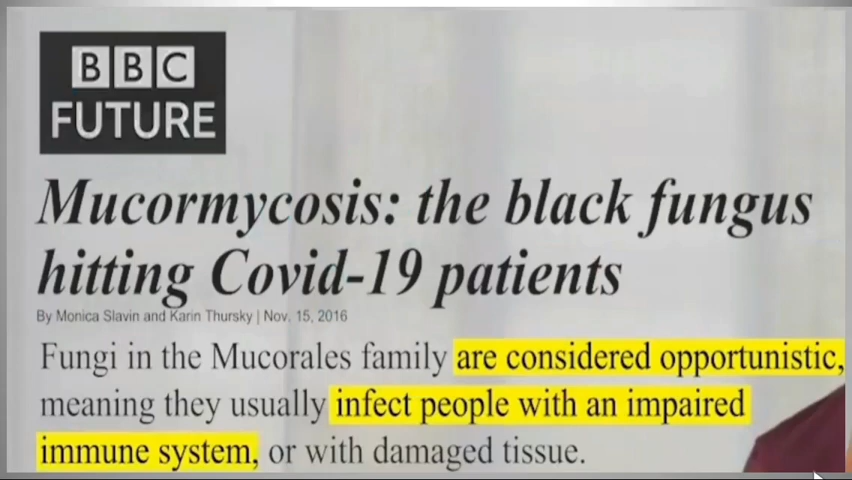 BBC
FUTURE
Mucormycosis: the black fungus
hitting Covid-19 patients
By Monica Slavin and Karin Thursky | Nov. 15, 2016
Fungi in the Mucorales family are considered opportunistic,
meaning they usually infect people with an impaired
immune system, or with damaged tissue.